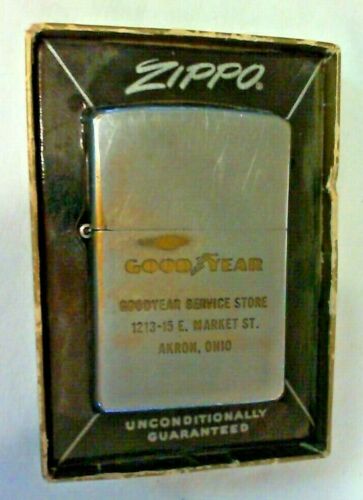 ZIPPO®
GOOD YEAR
GOODYEAR SERVICE STORE
1213-15 E. MARKET ST.
AKRON, OHIO
UNCONDITIONALLY
GUARANTEED